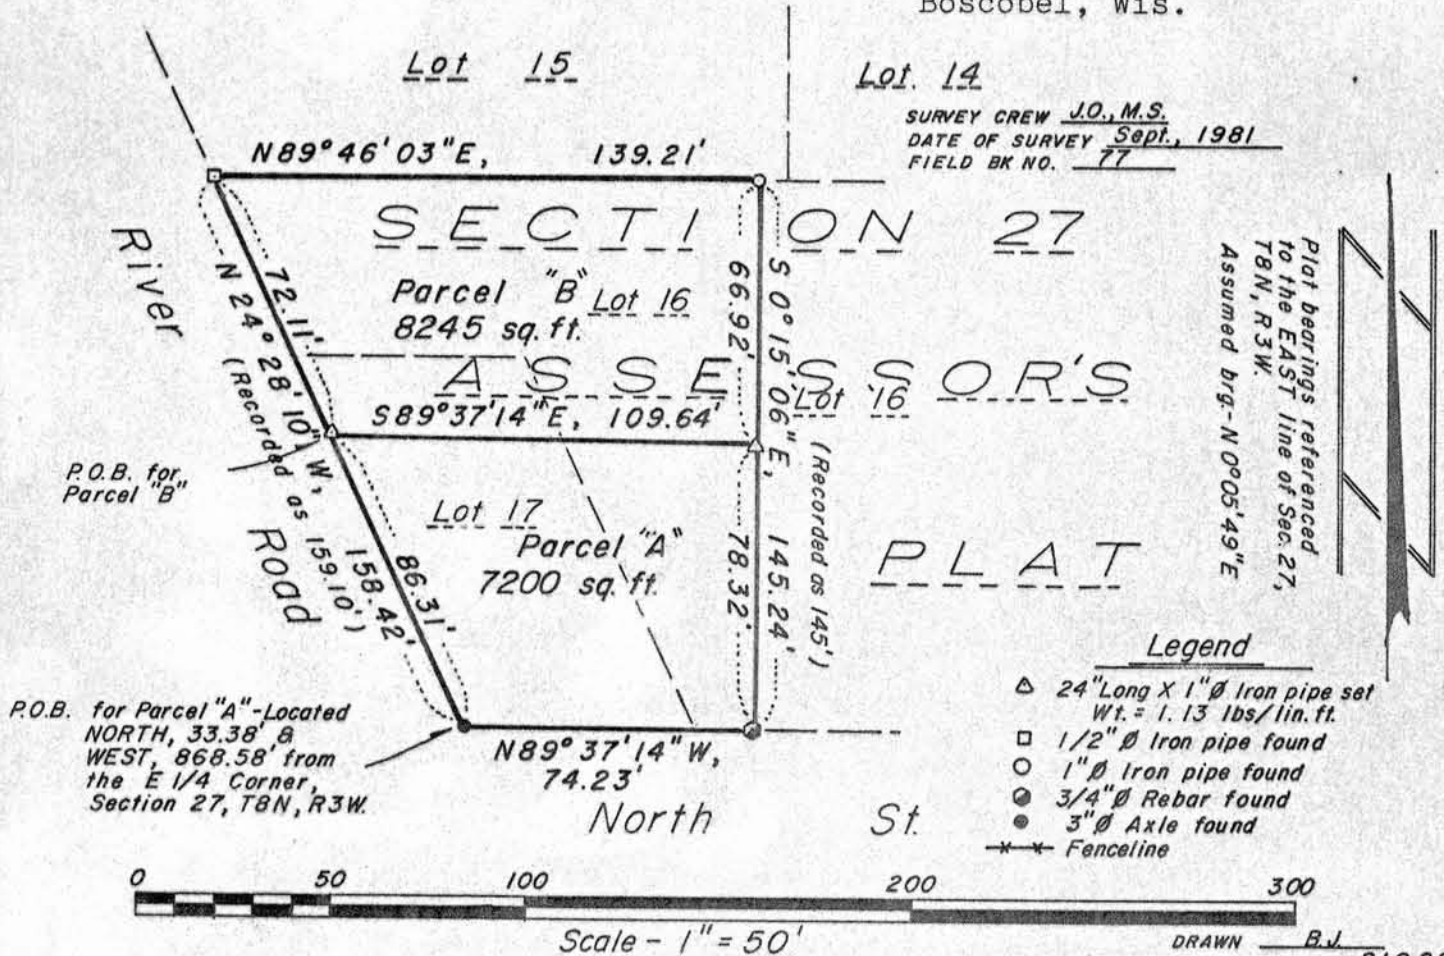 Boscobel, Wis.
Lot 15
Lot. 14
SURVEY CREW J.O., M.S.
DATE OF SURVEY Sept., 1981
FIELD BK NO. 77
N89°46'03"E, 139.21'
SECTION 27
River
Road
72.11'
N 24° 28' 10" W, 158.42'
(Recorded as 159.10')
86.31'
Parcel "B"
8245 sq. ft.
Lot 16
66.92'
S 0° 15' 06" E, 145.24'
(Recorded as 145')
78.32'
ASSESSOR'S
Lot 16
S89°37'14"E, 109.64'
P.O.B. for
Parcel "B"
Lot 17
Parcel "A"
7200 sq. ft.
PLAT
Plat bearings referenced
to the EAST line of Sec. 27,
T8N, R3W.
Assumed brg.-N0°05'49"E
P.O.B. for Parcel "A"-Located
NORTH, 33.38' &
WEST, 868.58' from
the E 1/4 Corner,
Section 27, T8N, R3W.
N89°37'14"W,
74.23'
North St.
Legend
24"Long X 1"Ø Iron pipe set
Wt. = 1.13 lbs/lin. ft.
1/2" Ø Iron pipe found
1"Ø Iron pipe found
3/4"Ø Rebar found
3"Ø Axle found
Fenceline
0 50 100 200 300
Scale - 1" = 50'
DRAWN B.J.